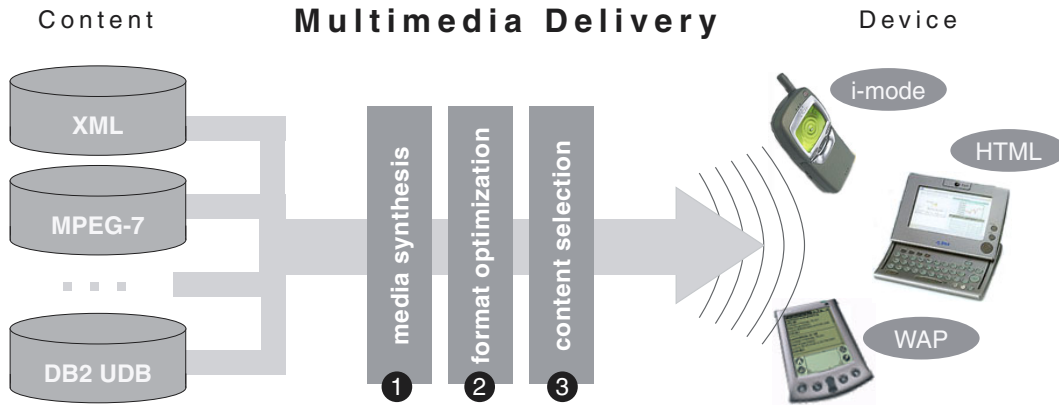 Content
Multimedia Delivery
Device
XML
MPEG-7
...
DB2 UDB
media synthesis
1
format optimization
2
content selection
3
i-mode
HTML
WAP